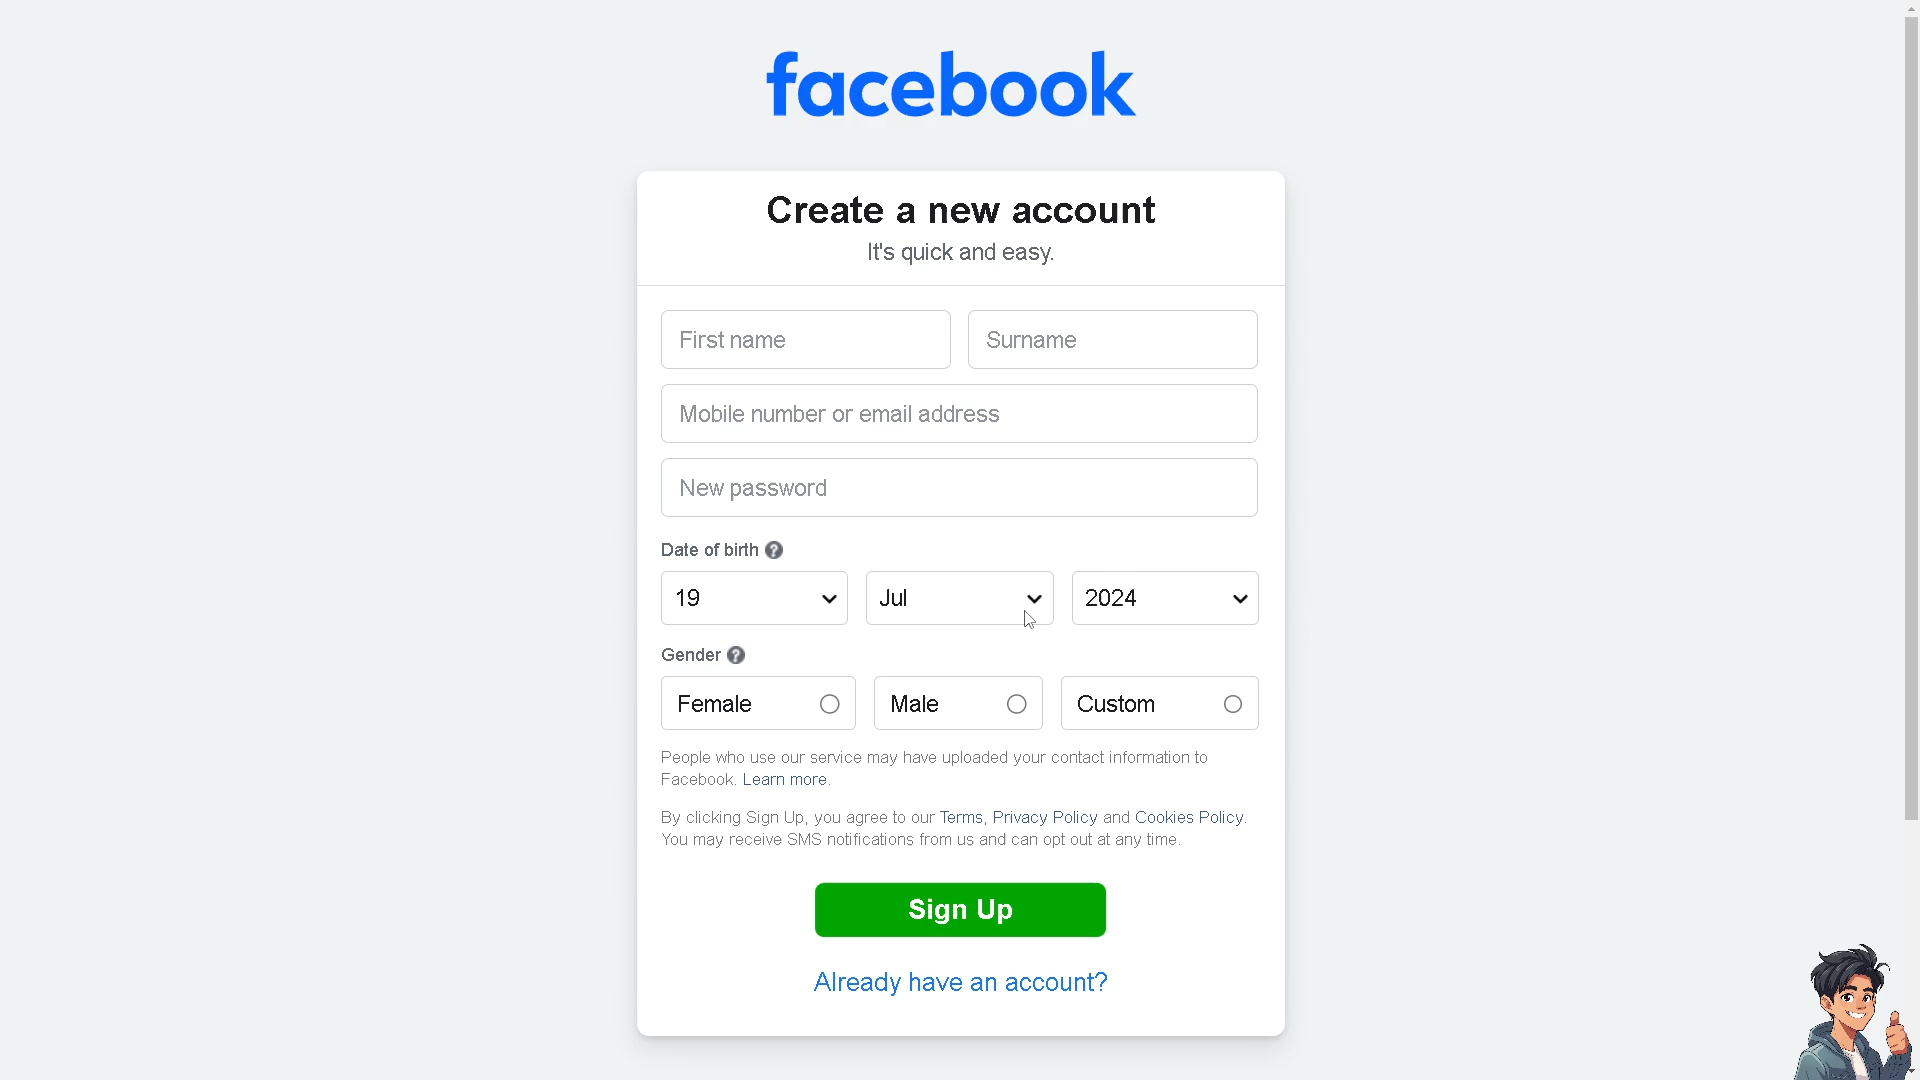 facebook
Create a new account
It's quick and easy.
First name
Surname
Mobile number or email address
New password
Date of birth ?
19
Jul
2024
Gender ?
Female
Male
Custom
People who use our service may have uploaded your contact information to
Facebook. Learn more.
By clicking Sign Up, you agree to our Terms, Privacy Policy and Cookies Policy.
You may receive SMS notifications from us and can opt out at any time.
Sign Up
Already have an account?